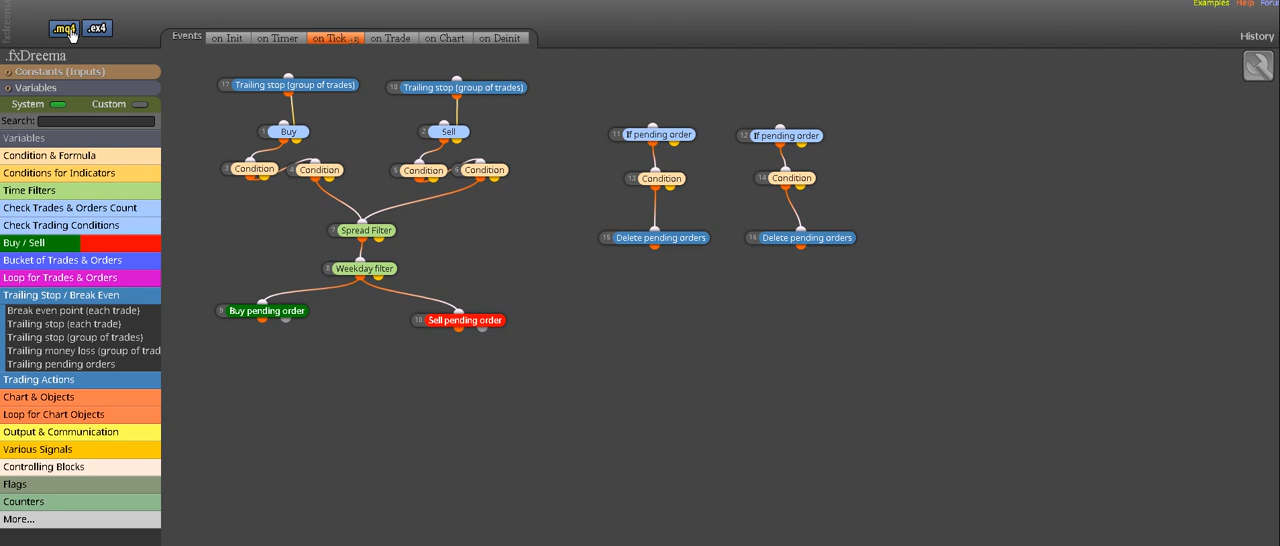 Examples Help Foru
fxdreema
.mq4 .ex4
Events on Init on Timer on Tick (15) on Trade on Chart on Deinit
History
.fxDreema
Constants (Inputs)
Variables
System Custom
Search:
Variables
Condition & Formula
Conditions for Indicators
Time Filters
Check Trades & Orders Count
Check Trading Conditions
Buy / Sell
Bucket of Trades & Orders
Loop for Trades & Orders
Trailing Stop / Break Even
Break even point (each trade)
Trailing stop (each trade)
Trailing stop (group of trades)
Trailing money loss (group of trad
Trailing pending orders
Trading Actions
Chart & Objects
Loop for Chart Objects
Output & Communication
Various Signals
Controlling Blocks
Flags
Counters
More...
17 Trailing stop (group of trades) 18 Trailing stop (group of trades)
1 Buy 2 Sell 11 If pending order 12 If pending order
3 Condition 4 Condition 5 Condition 6 Condition 13 Condition 14 Condition
7 Spread Filter 15 Delete pending orders 16 Delete pending orders
8 Weekday filter
9 Buy pending order 10 Sell pending order